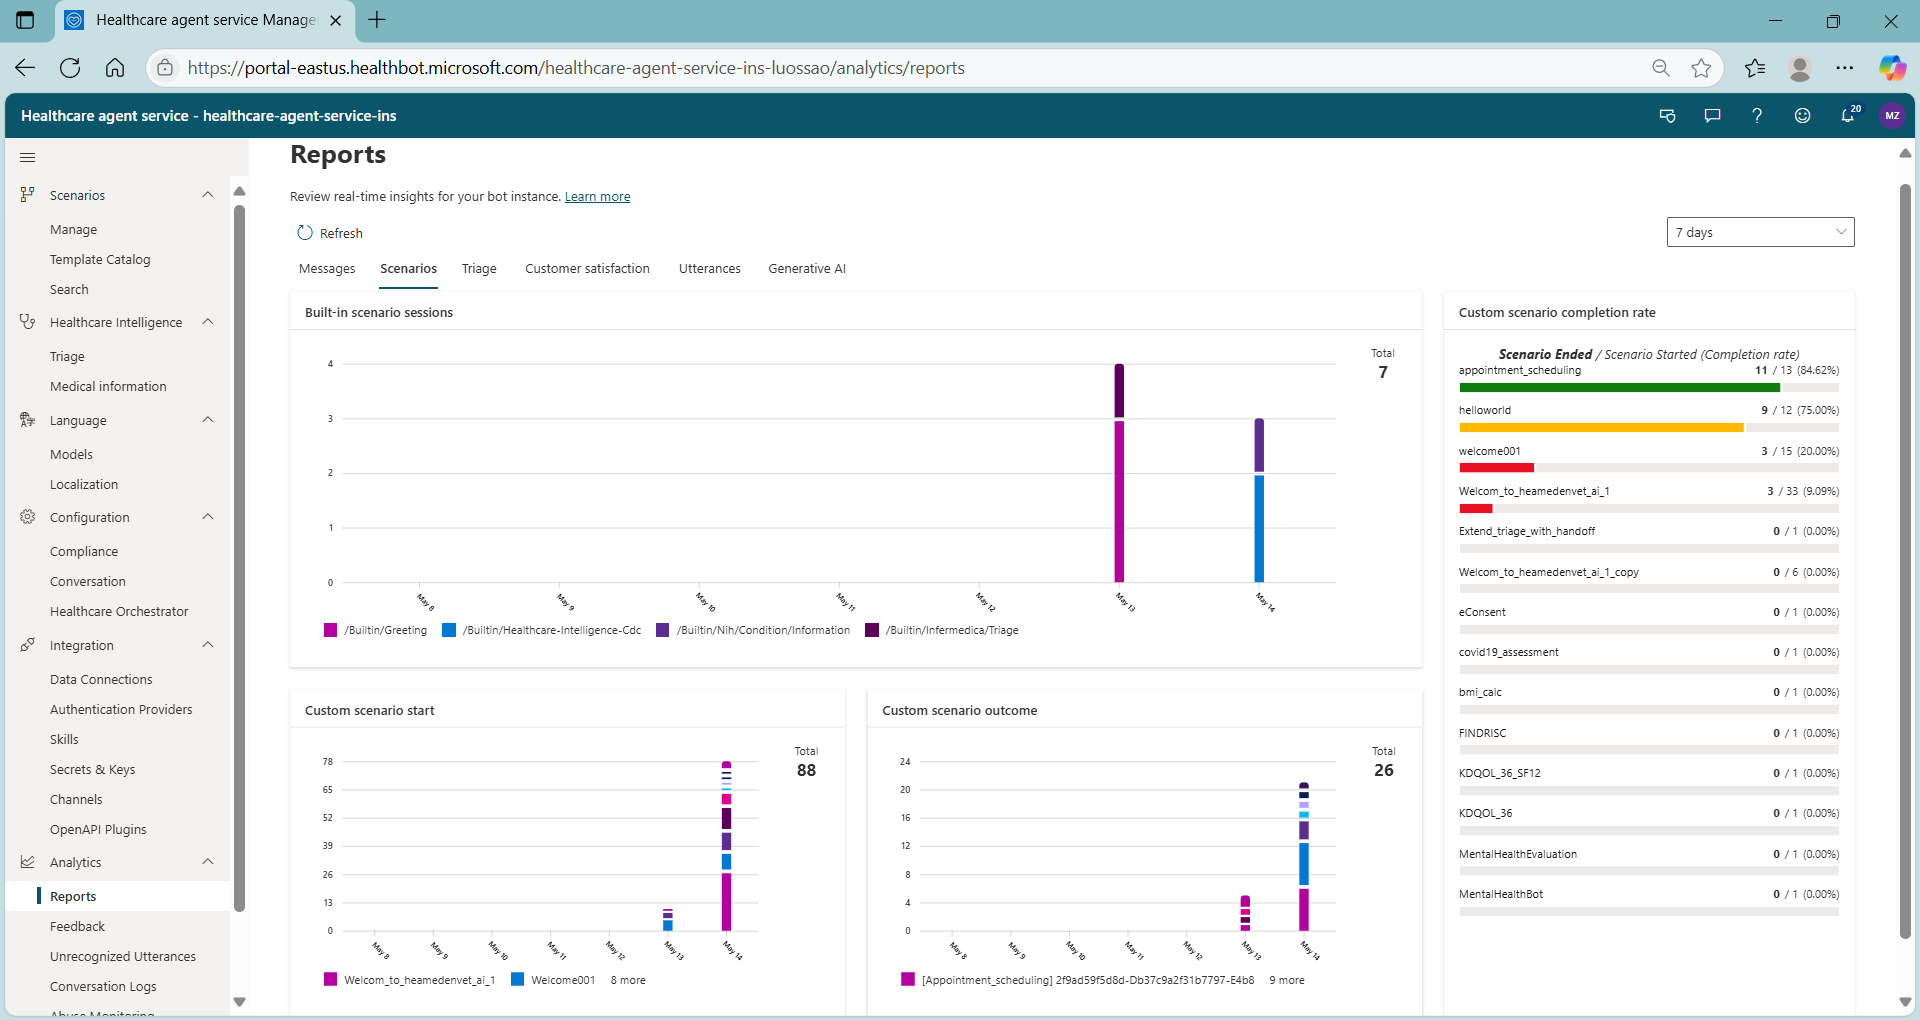 Healthcare agent service Manage
https://portal-eastus.healthbot.microsoft.com/healthcare-agent-service-ins-luossao/analytics/reports
Healthcare agent service - healthcare-agent-service-ins
20
MZ
Scenarios
Manage
Template Catalog
Search
Healthcare Intelligence
Triage
Medical information
Language
Models
Localization
Configuration
Compliance
Conversation
Healthcare Orchestrator
Integration
Data Connections
Authentication Providers
Skills
Secrets & Keys
Channels
OpenAPI Plugins
Analytics
Reports
Feedback
Unrecognized Utterances
Conversation Logs
Abuse Monitoring
Reports
Review real-time insights for your bot instance. Learn more
Refresh
7 days
Messages Scenarios Triage Customer satisfaction Utterances Generative AI
Built-in scenario sessions
Total
7
4
3
2
1
0
May 8 May 9 May 10 May 11 May 12 May 13 May 14
/Builtin/Greeting /Builtin/Healthcare-Intelligence-Cdc /Builtin/Nih/Condition/Information /Builtin/Infermedica/Triage
Custom scenario start
Total
88
78
65
52
39
26
13
0
May 8 May 9 May 10 May 11 May 12 May 13 May 14
Welcom_to_heamedenvet_ai_1 Welcome001 8 more
Custom scenario outcome
Total
26
24
20
16
12
8
4
0
May 8 May 9 May 10 May 11 May 12 May 13 May 14
[Appointment_scheduling] 2f9ad59f5d8d-Db37c9a2f31b7797-E4b8 9 more
Custom scenario completion rate
Scenario Ended / Scenario Started (Completion rate)
appointment_scheduling 11 / 13 (84.62%)
helloworld 9 / 12 (75.00%)
welcome001 3 / 15 (20.00%)
Welcom_to_heamedenvet_ai_1 3 / 33 (9.09%)
Extend_triage_with_handoff 0 / 1 (0.00%)
Welcom_to_heamedenvet_ai_1_copy 0 / 6 (0.00%)
eConsent 0 / 1 (0.00%)
covid19_assessment 0 / 1 (0.00%)
bmi_calc 0 / 1 (0.00%)
FINDRISC 0 / 1 (0.00%)
KDQOL_36_SF12 0 / 1 (0.00%)
KDQOL_36 0 / 1 (0.00%)
MentalHealthEvaluation 0 / 1 (0.00%)
MentalHealthBot 0 / 1 (0.00%)